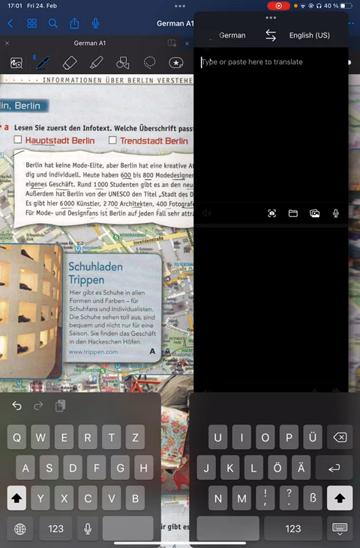 17:01 Fri 24. Feb
40 %
German A1
German A1
German
English (US)
Type or paste here to translate
INFORMATIONEN ÜBER BERLIN VERSTEHE
lin, Berlin
a Lesen Sie zuerst den Infotext. Welche Überschrift pass
Hauptstadt Berlin
Trendstadt Berlin
Berlin hat keine Mode-Elite, aber Berlin hat eine kreative At
dig und individuell. Heute haben 600 bis 800 Modedesigner
eigenes Geschäft. Rund 1000 Studenten gibt es an den neu
Außerdem hat Berlin von der UNESCO den Titel „Stadt des D
Es gibt hier 6000 Künstler, 2700 Architekten, 400 Fotograf
Für Mode- und Designfans ist Berlin auf jeden Fall sehr attra
Schuhladen
Trippen
Hier gibt es Schuhe in allen
Formen und Farben – für
Schuhfans und Individualisten.
Die Schuhe sehen toll aus, sind
bequem und nicht nur für eine
Saison. Sie finden das Geschäft
in den Hackeschen Höfen.
www.trippen.com
A
Q W E R T Z
U I O P Ü
A S D F G H
J K L Ö Ä
Y X C V B
N M ! , ? . ß
123
123
ir gibt es